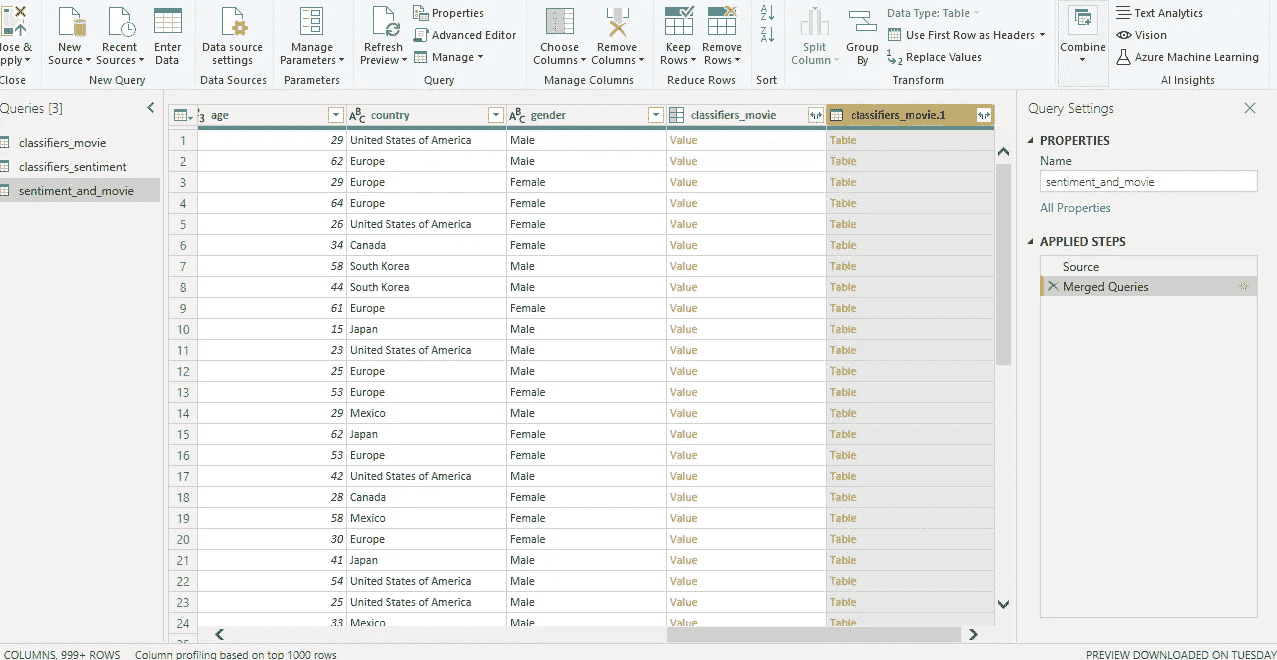 lose &
pply
Close
New
Source
Recent
Sources
Enter
Data
New Query
Data source
settings
Data Sources
Manage
Parameters
Parameters
Refresh
Preview
Properties
Advanced Editor
Manage
Query
Choose
Columns
Remove
Columns
Manage Columns
Keep
Rows
Remove
Rows
Reduce Rows
A
Z
Z
A
Sort
Split
Column
Group
By
Data Type: Table
Use First Row as Headers
1
2 Replace Values
Transform
Combine
Text Analytics
Vision
Azure Machine Learning
AI Insights
Queries [3]
classifiers_movie
classifiers_sentiment
sentiment_and_movie
3 age ABC country ABC gender classifiers_movie classifiers_movie.1
1 29 United States of America Male Value Table
2 62 Europe Male Value Table
3 29 Europe Female Value Table
4 64 Europe Female Value Table
5 26 United States of America Female Value Table
6 34 Canada Female Value Table
7 58 South Korea Male Value Table
8 44 South Korea Male Value Table
9 61 Europe Female Value Table
10 15 Japan Male Value Table
11 23 United States of America Male Value Table
12 25 Europe Male Value Table
13 53 Europe Female Value Table
14 29 Mexico Male Value Table
15 62 Japan Female Value Table
16 53 Europe Female Value Table
17 42 United States of America Male Value Table
18 28 Canada Female Value Table
19 58 Mexico Female Value Table
20 30 Europe Female Value Table
21 41 Japan Male Value Table
22 54 United States of America Male Value Table
23 25 United States of America Male Value Table
24 33 Mexico Male Value Table
25
Query Settings
PROPERTIES
Name
sentiment_and_movie
All Properties
APPLIED STEPS
Source
Merged Queries
COLUMNS, 999+ ROWS Column profiling based on top 1000 rows
PREVIEW DOWNLOADED ON TUESDAY